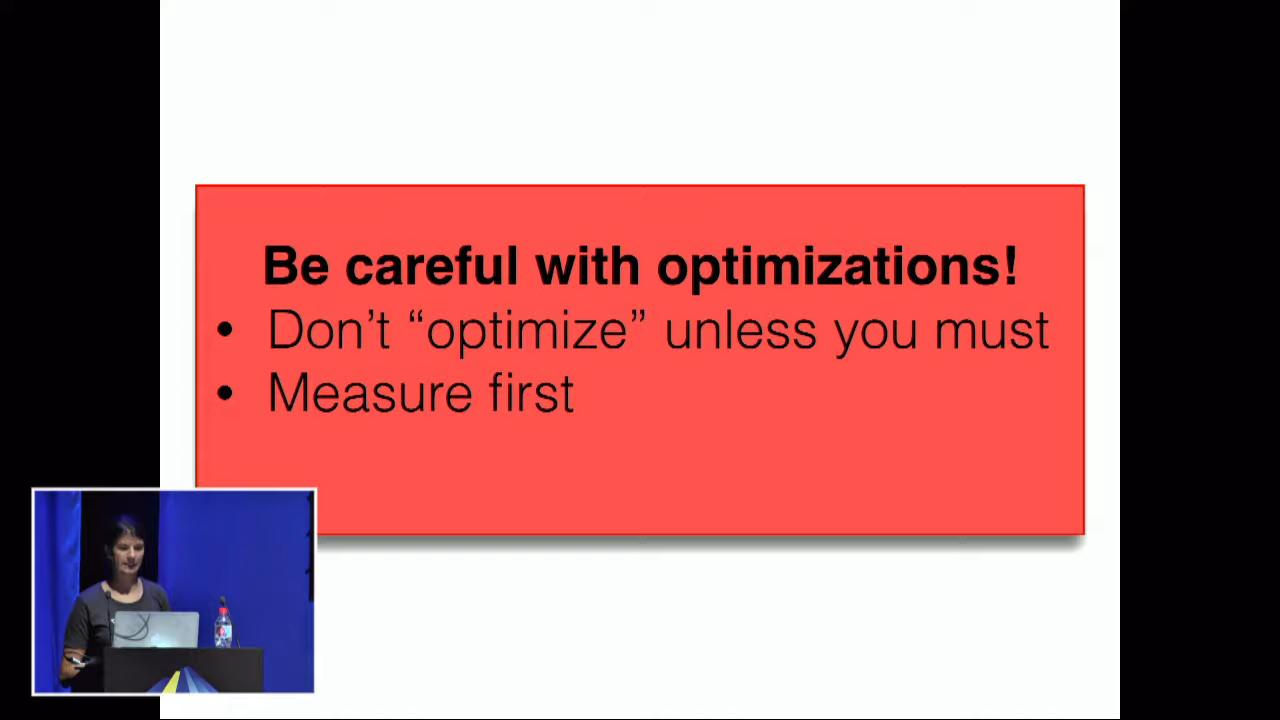 Be careful with optimizations!
• Don’t “optimize” unless you must
• Measure first